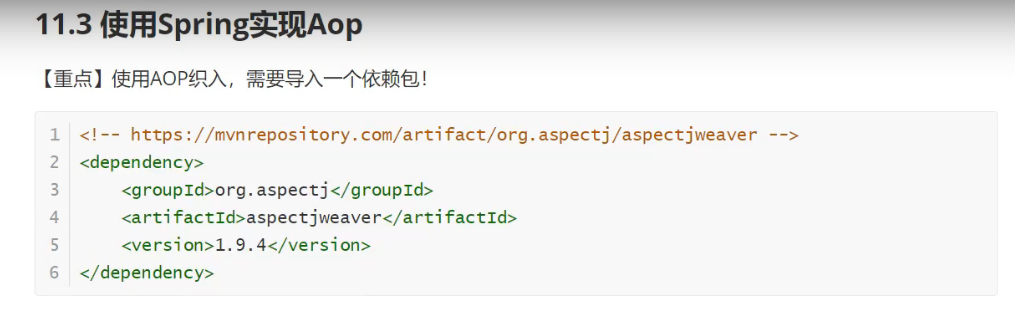 11.3 使用Spring实现Aop
【重点】使用AOP织入，需要导入一个依赖包！
1 <!-- https://mvnrepository.com/artifact/org.aspectj/aspectjweaver -->
2 <dependency>
3     <groupId>org.aspectj</groupId>
4     <artifactId>aspectjweaver</artifactId>
5     <version>1.9.4</version>
6 </dependency>